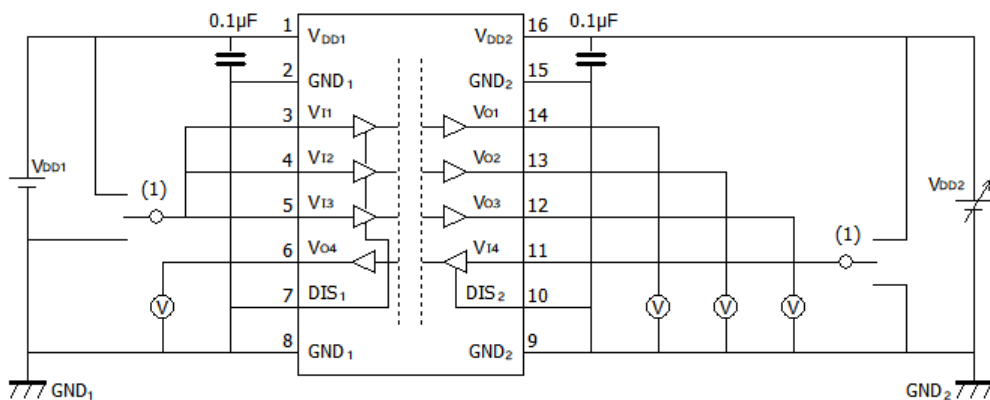 0.1μF 1 16 0.1μF
VDD1 VDD2
2 15
GND1 GND2
3 VI1 VO1 14
4 VI2 VO2 13
VDD1 (1) 5 VI3 VO3 12 VDD2
6 VO4 VI4 11 (1)
V 7 DIS1 DIS2 10 V V V
8 GND1 GND2 9
GND1 GND2